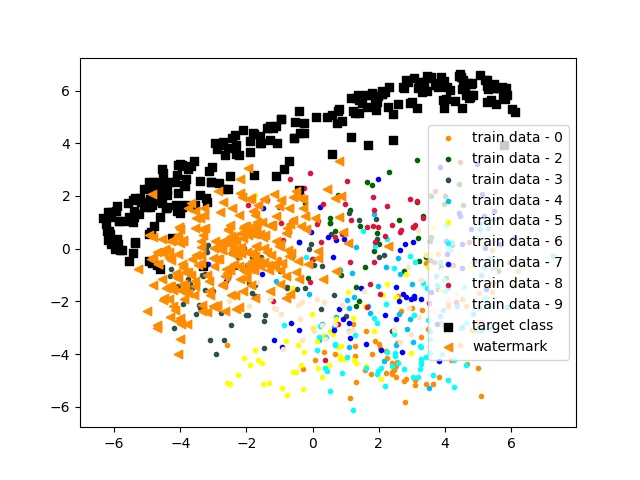 6
4
2
0
−2
−4
−6
−6 −4 −2 0 2 4 6
train data - 0
train data - 2
train data - 3
train data - 4
train data - 5
train data - 6
train data - 7
train data - 8
train data - 9
target class
watermark